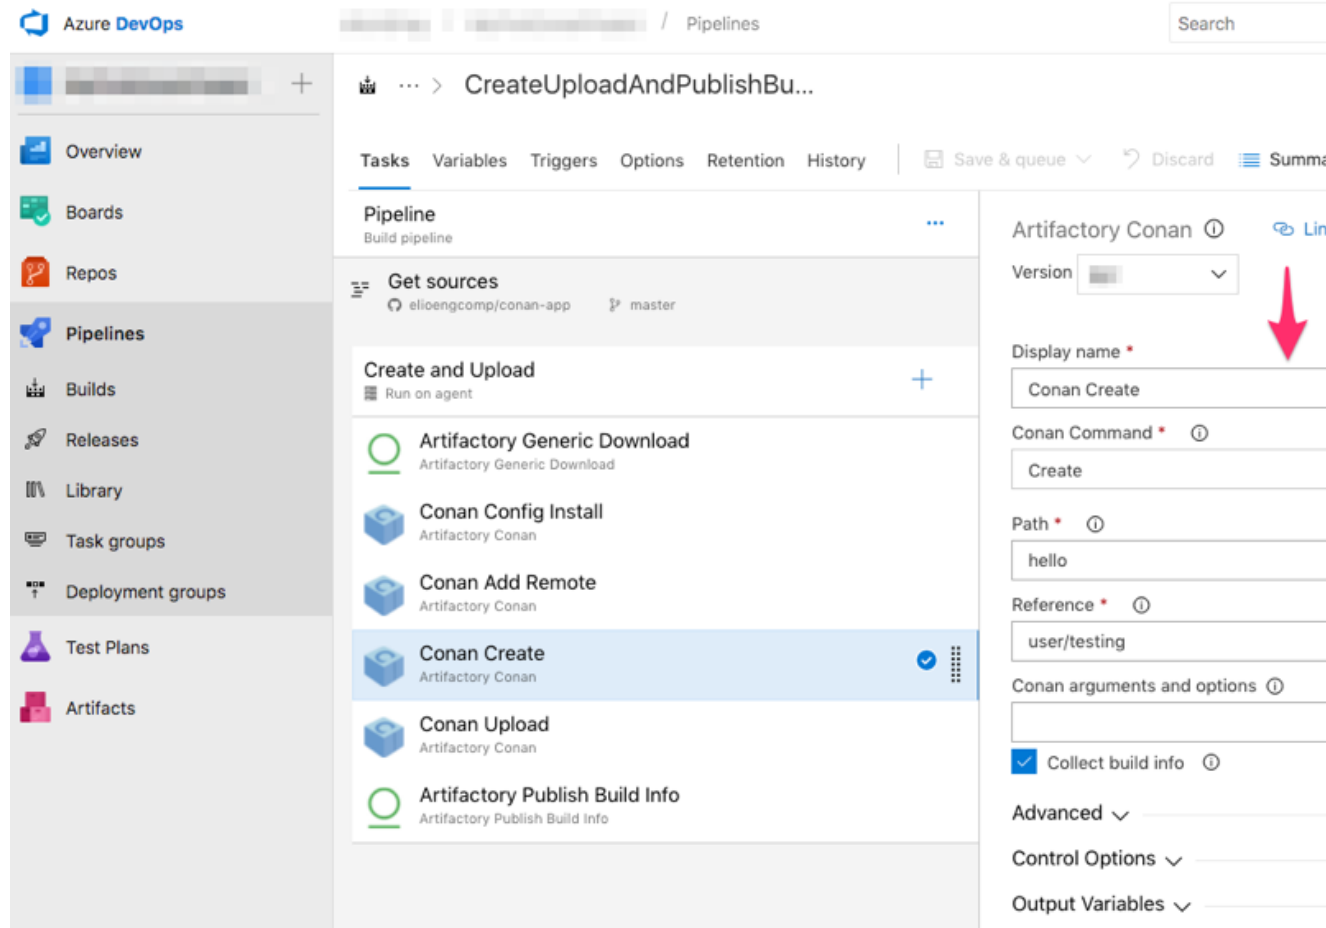 Azure DevOps
/ Pipelines
Search
CreateUploadAndPublishBu...
Overview
Boards
Repos
Pipelines
Builds
Releases
Library
Task groups
Deployment groups
Test Plans
Artifacts
Tasks Variables Triggers Options Retention History Save & queue Discard Summa
Pipeline
Build pipeline
Get sources
elioengcomp/conan-app master
Create and Upload
Run on agent
Artifactory Generic Download
Artifactory Generic Download
Conan Config Install
Artifactory Conan
Conan Add Remote
Artifactory Conan
Conan Create
Artifactory Conan
Conan Upload
Artifactory Conan
Artifactory Publish Build Info
Artifactory Publish Build Info
Artifactory Conan Lin
Version
Display name *
Conan Create
Conan Command *
Create
Path *
hello
Reference *
user/testing
Conan arguments and options
Collect build info
Advanced
Control Options
Output Variables